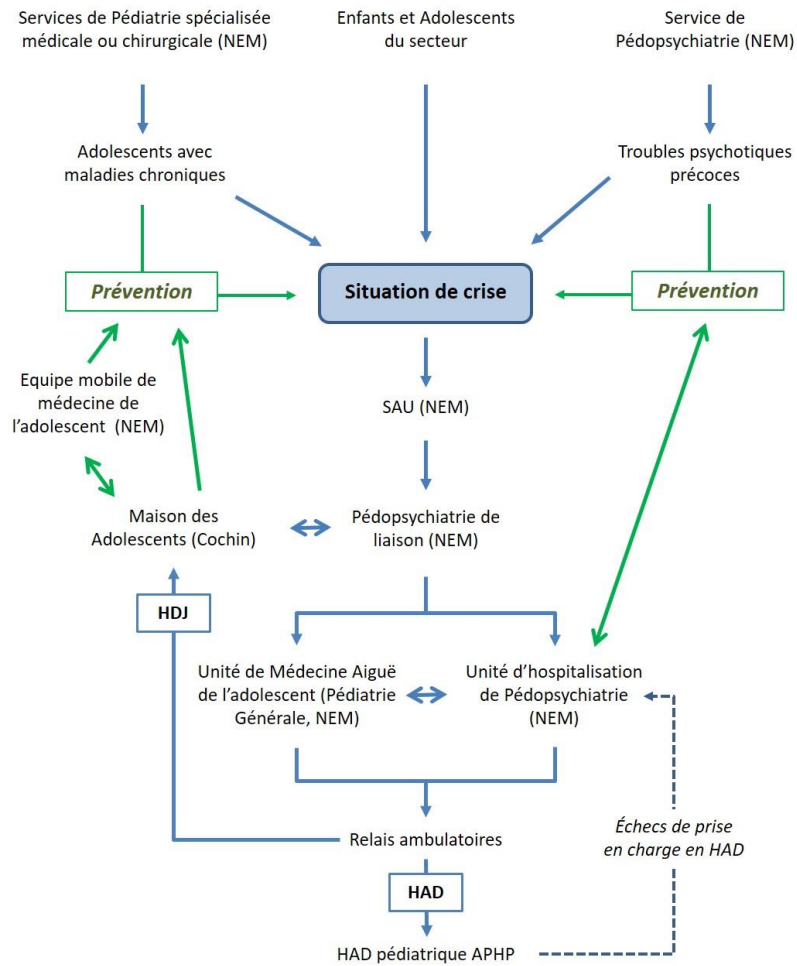 Services de Pédiatrie spécialisée
médicale ou chirurgicale (NEM)
Enfants et Adolescents
du secteur
Service de
Pédopsychiatrie (NEM)
Adolescents avec
maladies chroniques
Troubles psychotiques
précoces
Prévention
Situation de crise
Prévention
Equipe mobile de
médecine de
l'adolescent (NEM)
SAU (NEM)
Maison des
Adolescents (Cochin)
Pédopsychiatrie de
liaison (NEM)
HDJ
Unité de Médecine Aiguë
de l'adolescent (Pédiatrie
Générale, NEM)
Unité d'hospitalisation
de Pédopsychiatrie
(NEM)
Relais ambulatoires
Échecs de prise
en charge en HAD
HAD
HAD pédiatrique APHP